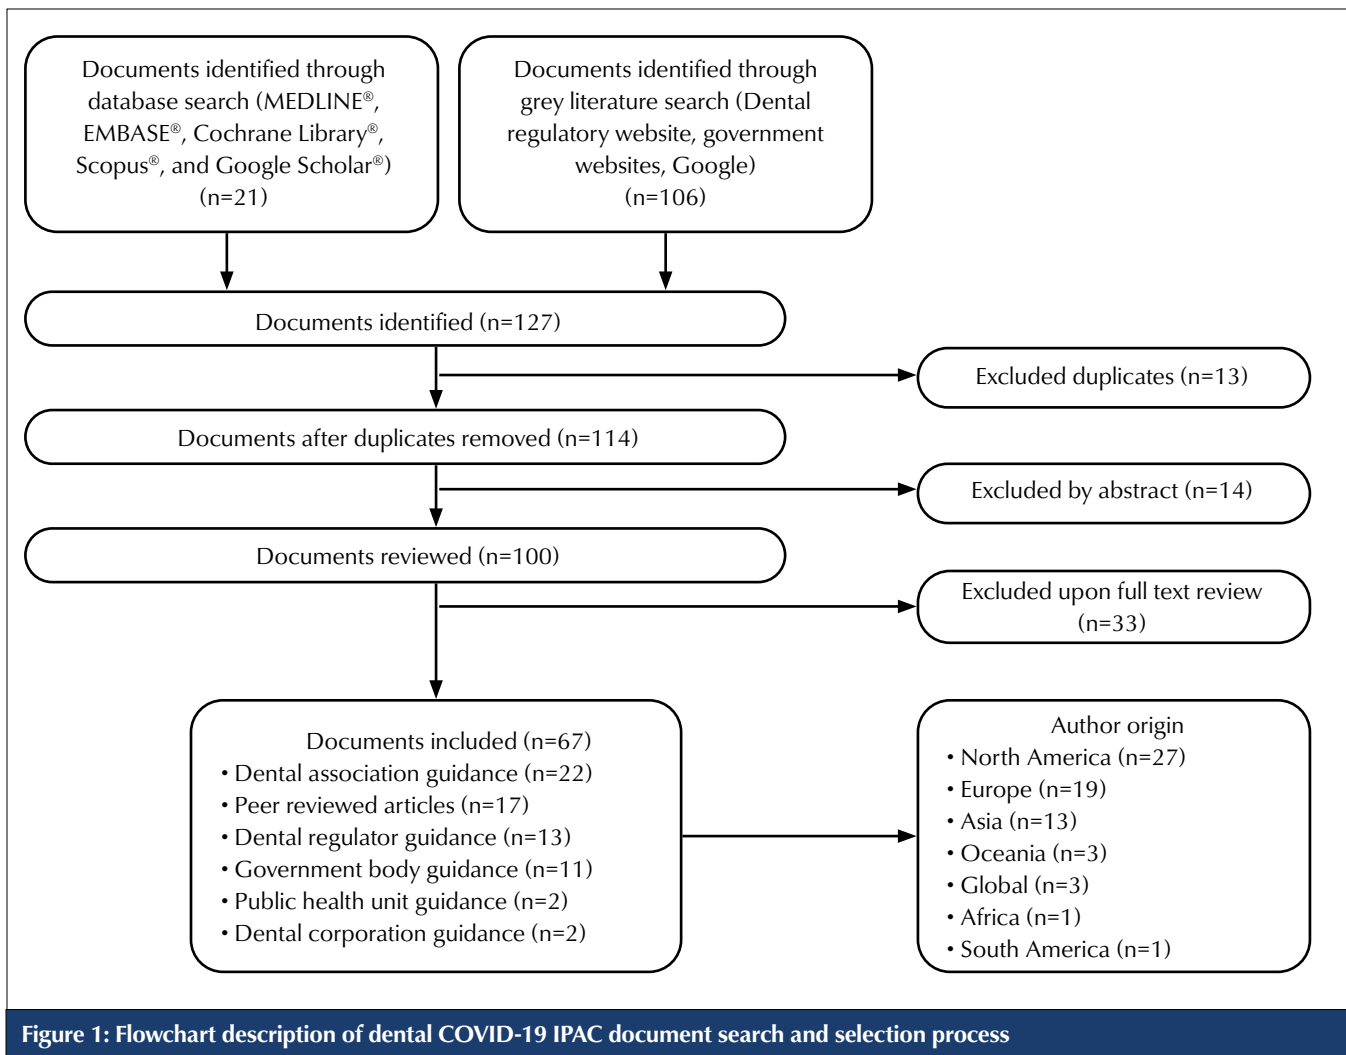 Documents identified through
database search (MEDLINE®,
EMBASE®, Cochrane Library®,
Scopus®, and Google Scholar®)
(n=21)
Documents identified through
grey literature search (Dental
regulatory website, government
websites, Google)
(n=106)
Documents identified (n=127)
Excluded duplicates (n=13)
Documents after duplicates removed (n=114)
Excluded by abstract (n=14)
Documents reviewed (n=100)
Excluded upon full text review
(n=33)
Documents included (n=67)
• Dental association guidance (n=22)
• Peer reviewed articles (n=17)
• Dental regulator guidance (n=13)
• Government body guidance (n=11)
• Public health unit guidance (n=2)
• Dental corporation guidance (n=2)
Author origin
• North America (n=27)
• Europe (n=19)
• Asia (n=13)
• Oceania (n=3)
• Global (n=3)
• Africa (n=1)
• South America (n=1)
Figure 1: Flowchart description of dental COVID-19 IPAC document search and selection process